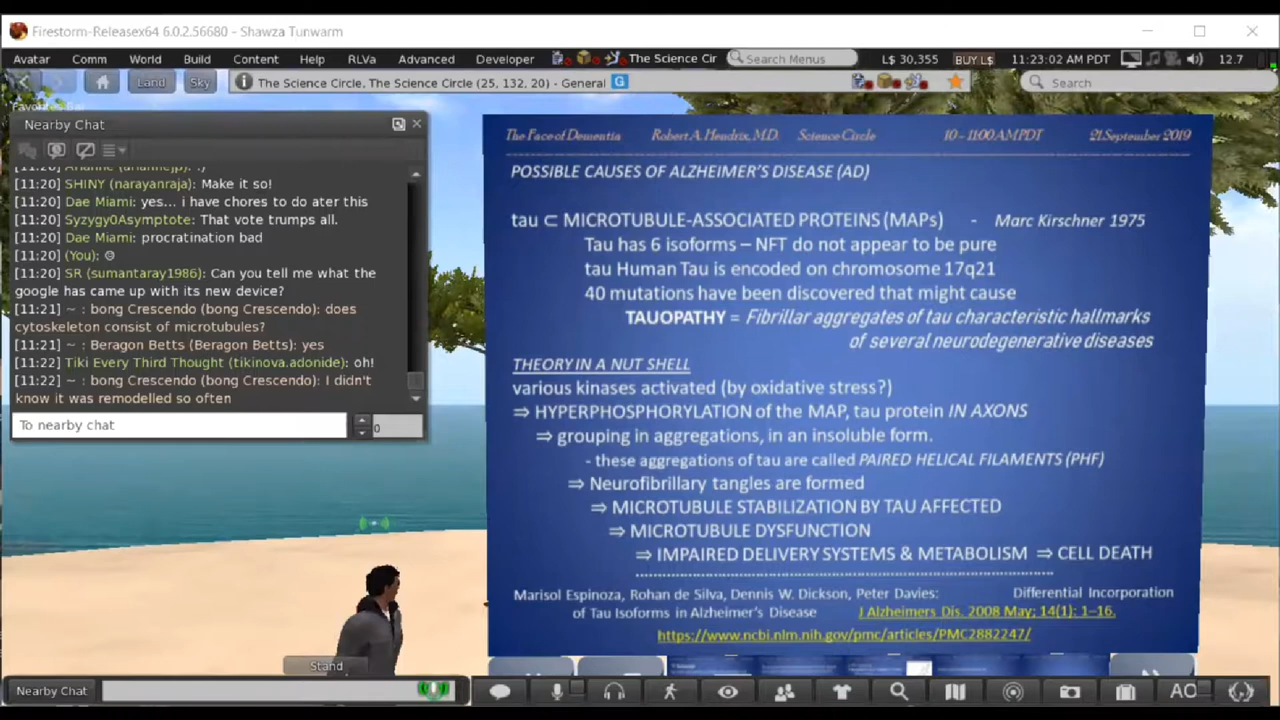 Firestorm-Releasex64 6.0.2.56680 - Shawza Tunwarm
Avatar Comm World Build Content Help RLVa Advanced Developer The Science Cir Search Menus L$ 30,355 BUY L$ 11:23:02 AM PDT 12.7
Land Sky The Science Circle, The Science Circle (25, 132, 20) - General G Search
Nearby Chat
[11:20] SHINY (narayanraja): Make it so!
[11:20] Dae Miami: yes... i have chores to do ater this
[11:20] Syzygy0Asymptote: That vote trumps all.
[11:20] Dae Miami: procratination bad
[11:20] (You): ☹
[11:20] SR (sumantaray1986): Can you tell me what the
google has came up with its new device?
[11:21] ~ : bong Crescendo (bong Crescendo): does
cytoskeleton consist of microtubules?
[11:21] ~ : Beragon Betts (Beragon Betts): yes
[11:22] Tiki Every Third Thought (tikinova.adonide): oh!
[11:22] ~ : bong Crescendo (bong Crescendo): I didn't
know it was remodelled so often
To nearby chat
0
The Face of Dementia Robert A. Hendrix, M.D. Science Circle 10 - 1100 AM PDT 21 September 2019
POSSIBLE CAUSES OF ALZHEIMER'S DISEASE (AD)
tau ⊂ MICROTUBULE-ASSOCIATED PROTEINS (MAPs) - Marc Kirschner 1975
Tau has 6 isoforms – NFT do not appear to be pure
tau Human Tau is encoded on chromosome 17q21
40 mutations have been discovered that might cause
TAUOPATHY = Fibrillar aggregates of tau characteristic hallmarks
of several neurodegenerative diseases
THEORY IN A NUT SHELL
various kinases activated (by oxidative stress?)
⇒ HYPERPHOSPHORYLATION of the MAP, tau protein IN AXONS
⇒ grouping in aggregations, in an insoluble form.
- these aggregations of tau are called PAIRED HELICAL FILAMENTS (PHF)
⇒ Neurofibrillary tangles are formed
⇒ MICROTUBULE STABILIZATION BY TAU AFFECTED
⇒ MICROTUBULE DYSFUNCTION
⇒ IMPAIRED DELIVERY SYSTEMS & METABOLISM ⇒ CELL DEATH
Marisol Espinoza, Rohan de Silva, Dennis W. Dickson, Peter Davies: Differential Incorporation
of Tau Isoforms in Alzheimer's Disease J Alzheimers Dis. 2008 May; 14(1): 1–16.
https://www.ncbi.nlm.nih.gov/pmc/articles/PMC2882247/
Stand
Nearby Chat
AO